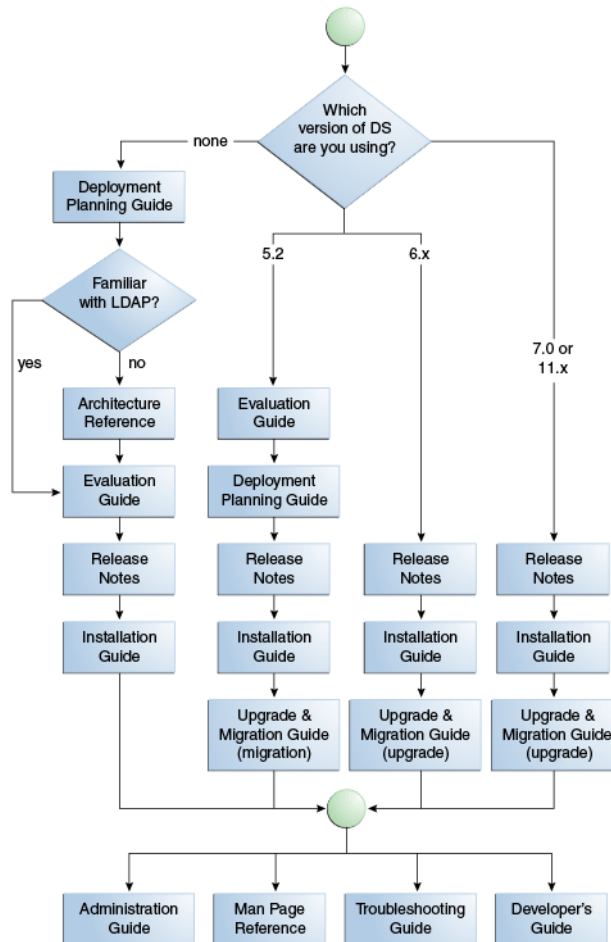 Which
version of DS
are you using?
none
Deployment
Planning Guide
5.2
6.x
Familiar
with LDAP?
7.0 or
11.x
yes
no
Architecture
Reference
Evaluation
Guide
Evaluation
Guide
Deployment
Planning Guide
Release
Notes
Release
Notes
Release
Notes
Release
Notes
Installation
Guide
Installation
Guide
Installation
Guide
Installation
Guide
Upgrade &
Migration Guide
(migration)
Upgrade &
Migration Guide
(upgrade)
Upgrade &
Migration Guide
(upgrade)
Administration
Guide
Man Page
Reference
Troubleshooting
Guide
Developer's
Guide